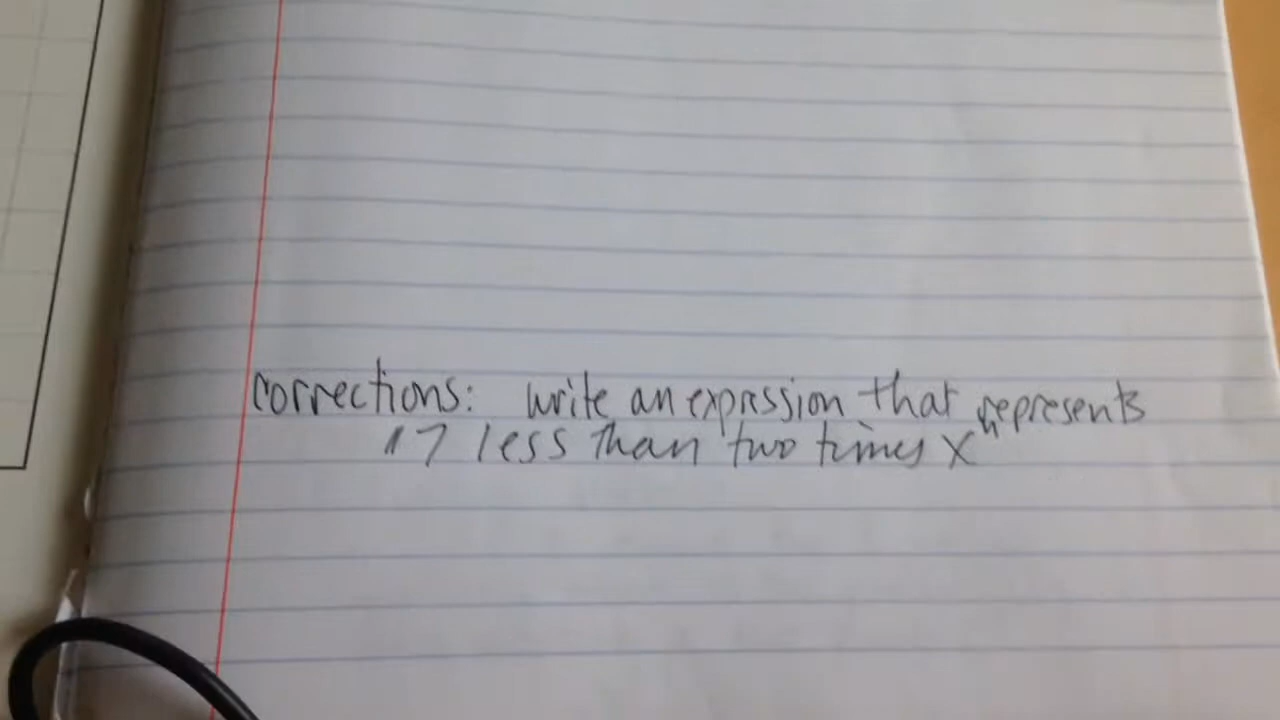 corrections: write an expression that represents
17 less than two times x